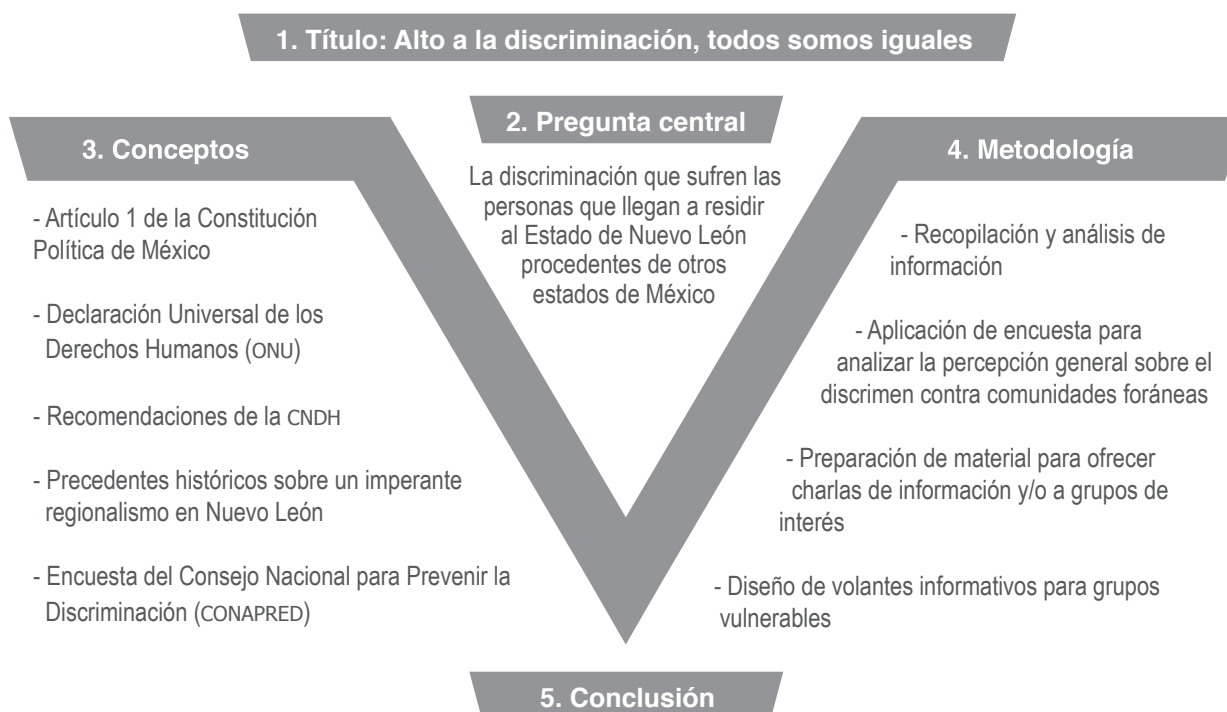 1. Título: Alto a la discriminación, todos somos iguales
2. Pregunta central
La discriminación que sufren las
personas que llegan a residir
al Estado de Nuevo León
procedentes de otros
estados de México
3. Conceptos
- Artículo 1 de la Constitución
Política de México
- Declaración Universal de los
Derechos Humanos (ONU)
- Recomendaciones de la CNDH
- Precedentes históricos sobre un imperante
regionalismo en Nuevo León
- Encuesta del Consejo Nacional para Prevenir la
Discriminación (CONAPRED)
4. Metodología
- Recopilación y análisis de
información
- Aplicación de encuesta para
analizar la percepción general sobre el
discrimen contra comunidades foráneas
- Preparación de material para ofrecer
charlas de información y/o a grupos de
interés
- Diseño de volantes informativos para grupos
vulnerables
5. Conclusión